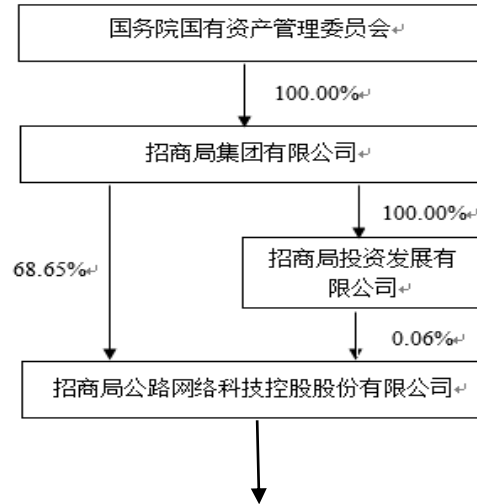 国务院国有资产管理委员会
100.00%
招商局集团有限公司
100.00%
68.65%
招商局投资发展有
限公司
0.06%
招商局公路网络科技控股股份有限公司